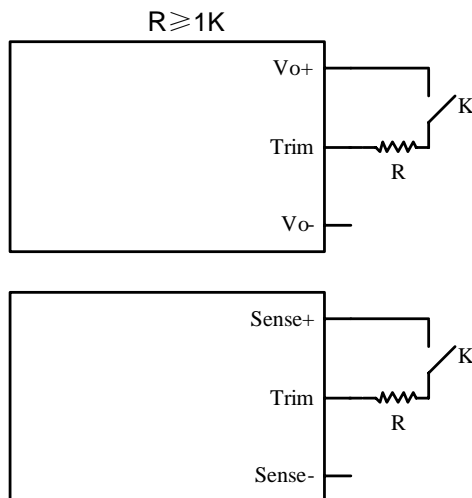 R≥1K
Vo+
K
Trim
R
Vo-
Sense+
K
Trim
R
Sense-